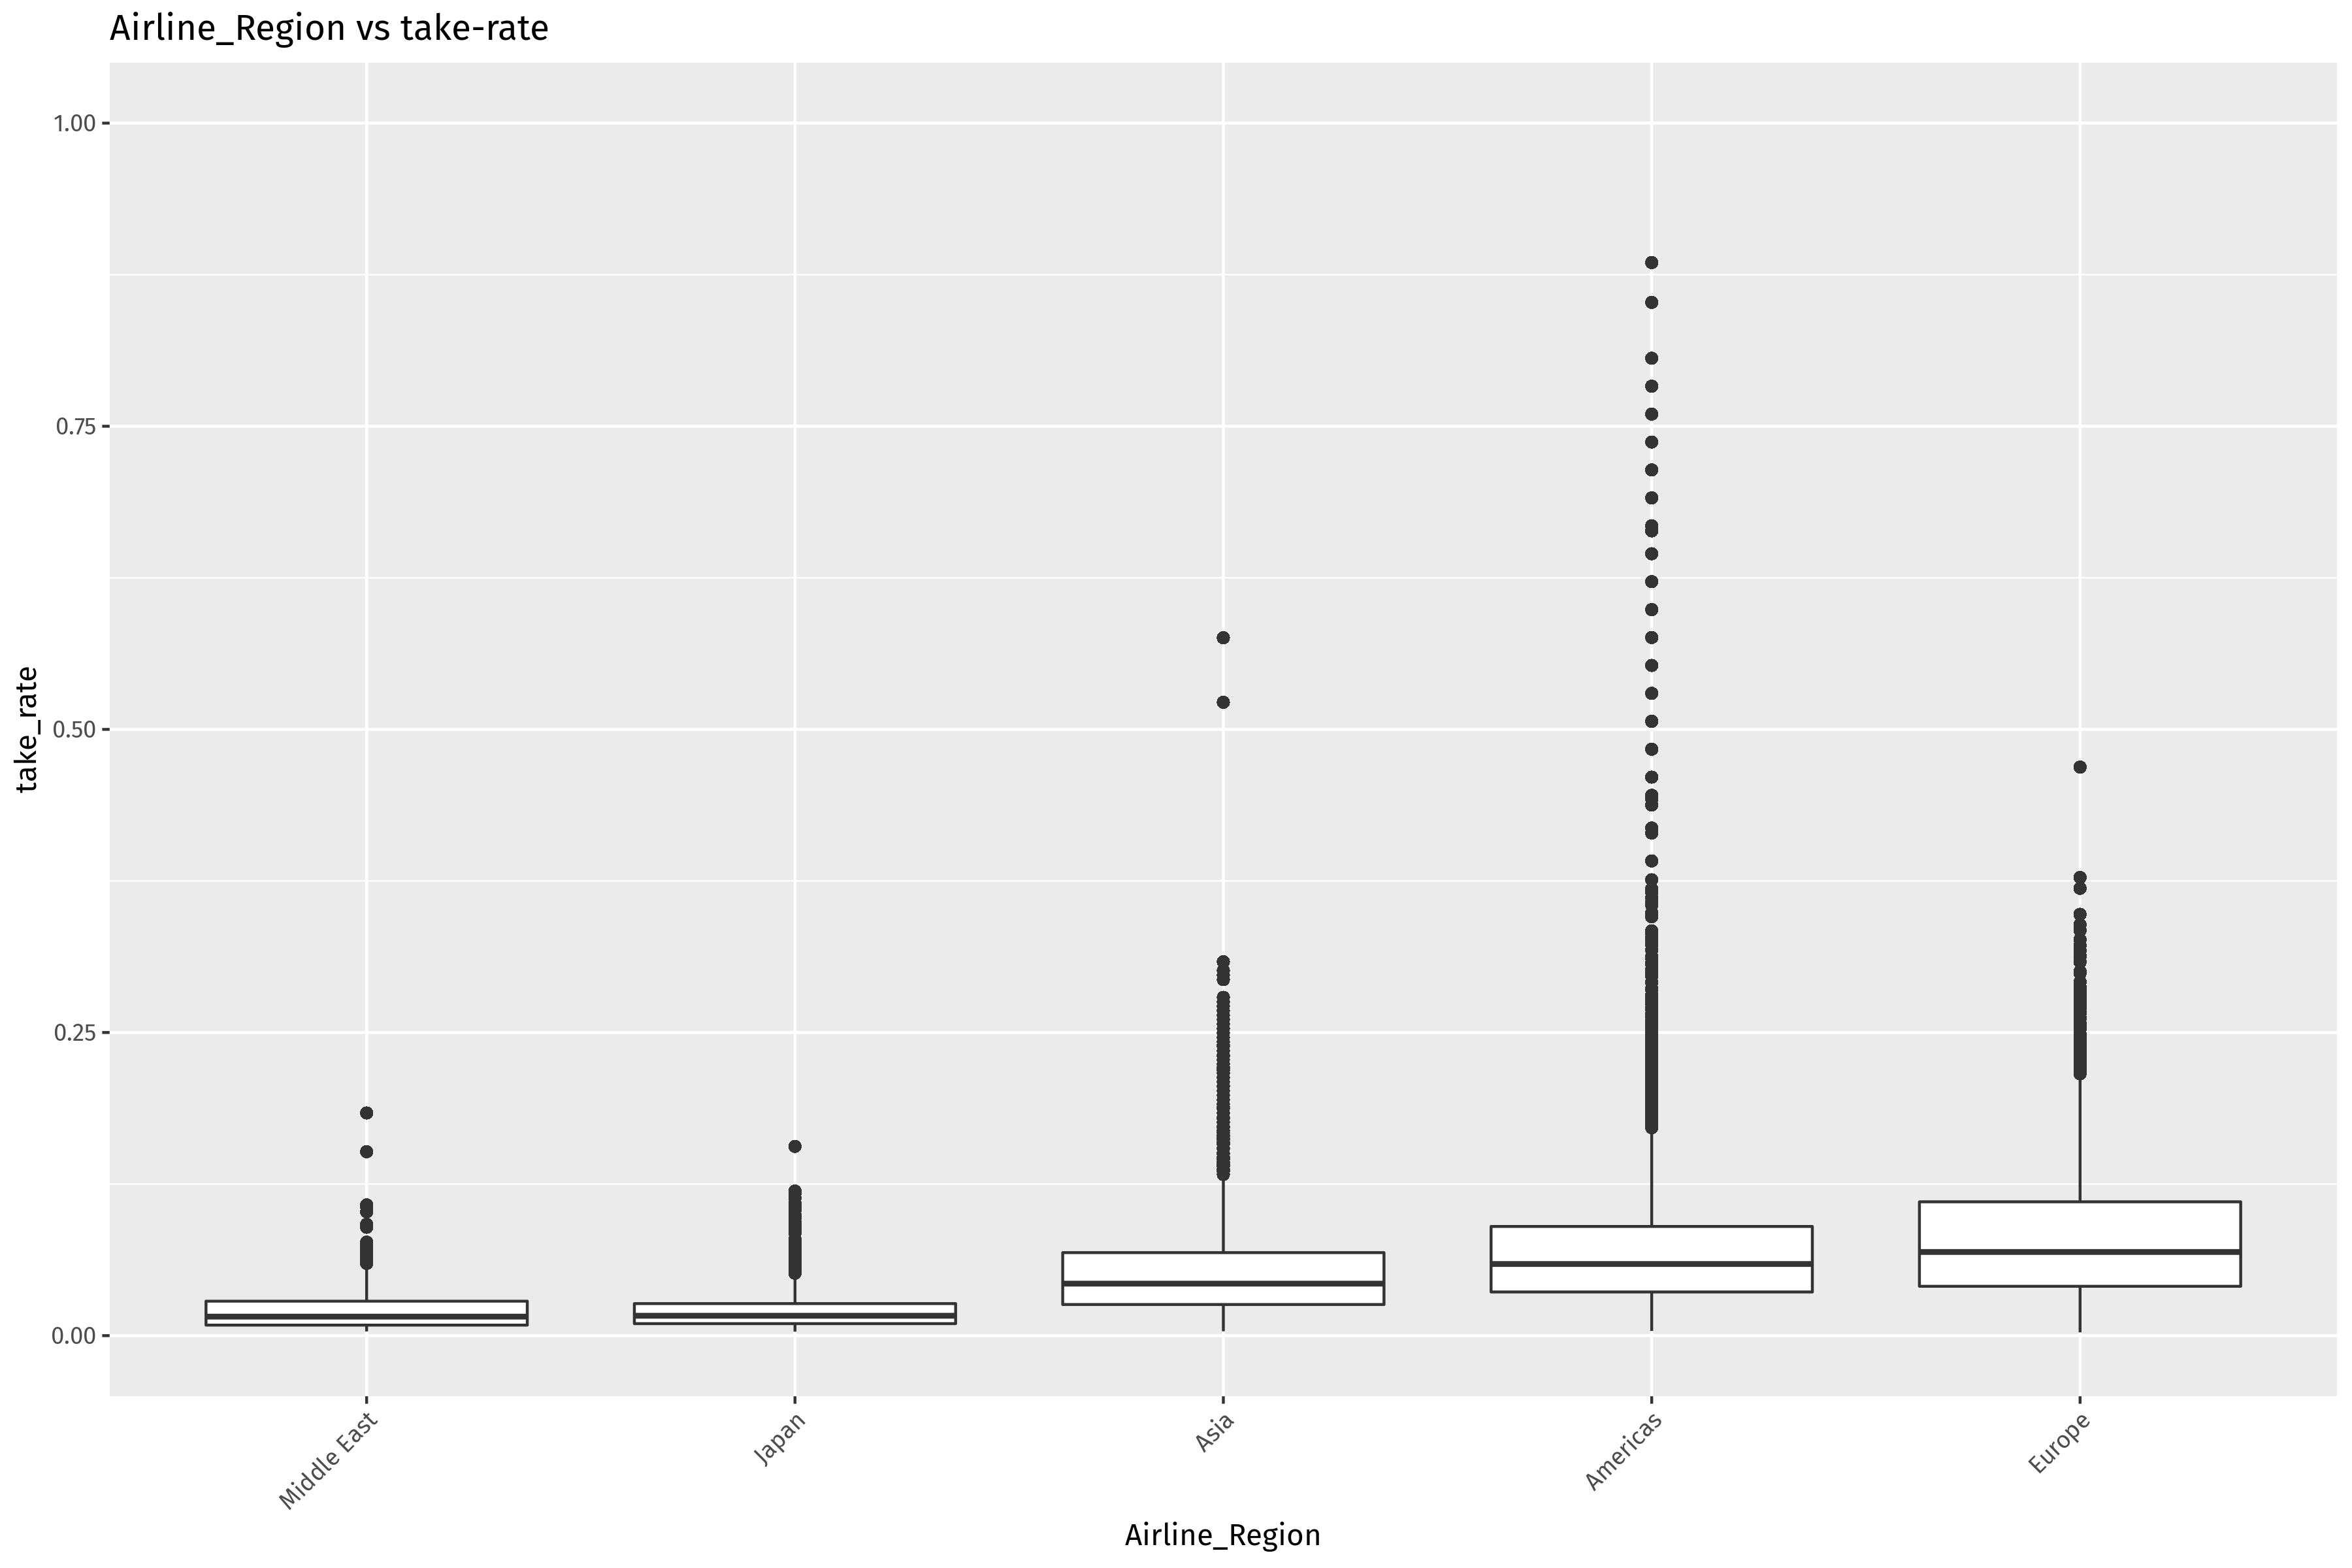 Airline_Region vs take-rate
take_rate
1.00
0.75
0.50
0.25
0.00
Middle East
Japan
Asia
Americas
Europe
Airline_Region